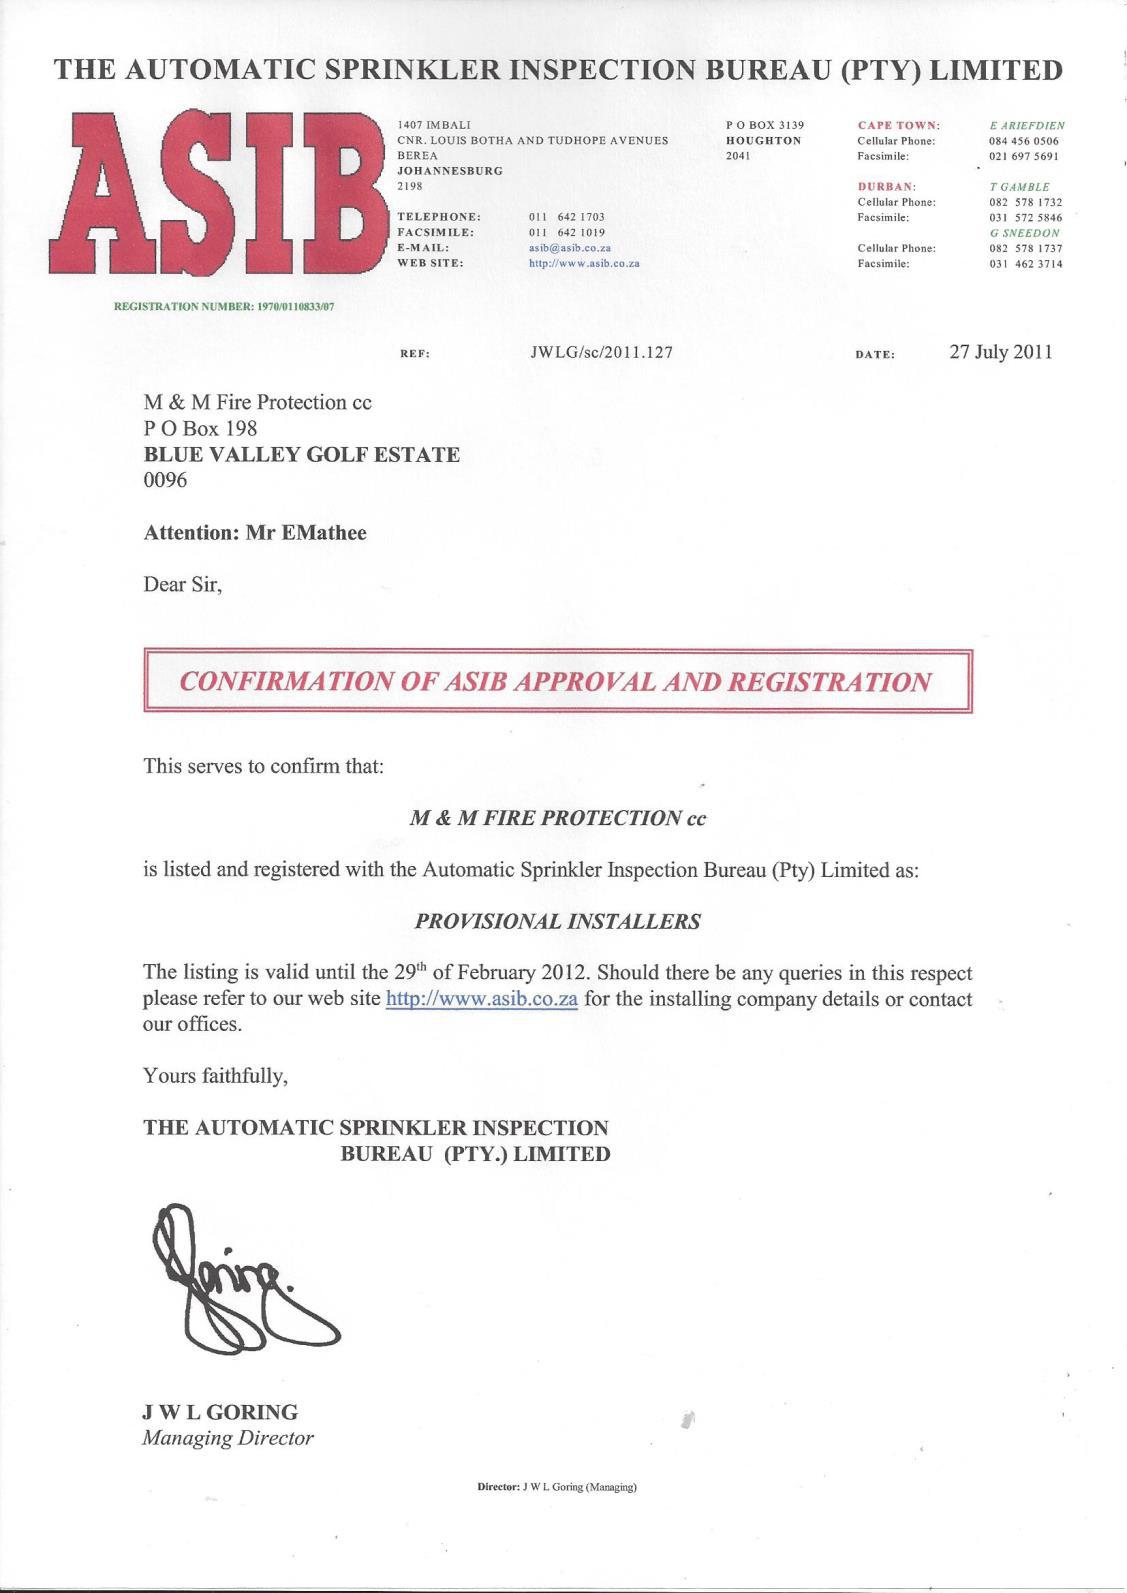 THE AUTOMATIC SPRINKLER INSPECTION BUREAU (PTY) LIMITED
ASIB
REGISTRATION NUMBER: 1970/0110833/07
1407 IMBALI
CNR. LOUIS BOTHA AND TUDHOPE AVENUES
BEREA
JOHANNESBURG
2198
TELEPHONE: 011 642 1703
FACSIMILE: 011 642 1019
E-MAIL: asib@asib.co.za
WEB SITE: http://www.asib.co.za
P O BOX 3139
HOUGHTON
2041
CAPE TOWN: E ARIEFDIEN
Cellular Phone: 084 456 0506
Facsimile: 021 697 5691
DURBAN: T GAMBLE
Cellular Phone: 082 578 1732
Facsimile: 031 572 5846
G SNEEDON
Cellular Phone: 082 578 1737
Facsimile: 031 462 3714
REF: JWLG/sc/2011.127 DATE: 27 July 2011
M & M Fire Protection cc
P O Box 198
BLUE VALLEY GOLF ESTATE
0096
Attention: Mr EMathee
Dear Sir,
CONFIRMATION OF ASIB APPROVAL AND REGISTRATION
This serves to confirm that:
M & M FIRE PROTECTION cc
is listed and registered with the Automatic Sprinkler Inspection Bureau (Pty) Limited as:
PROVISIONAL INSTALLERS
The listing is valid until the 29th of February 2012. Should there be any queries in this respect
please refer to our web site http://www.asib.co.za for the installing company details or contact
our offices.
Yours faithfully,
THE AUTOMATIC SPRINKLER INSPECTION
BUREAU (PTY.) LIMITED
Goring.
J W L GORING
Managing Director
Director: J W L Goring (Managing)